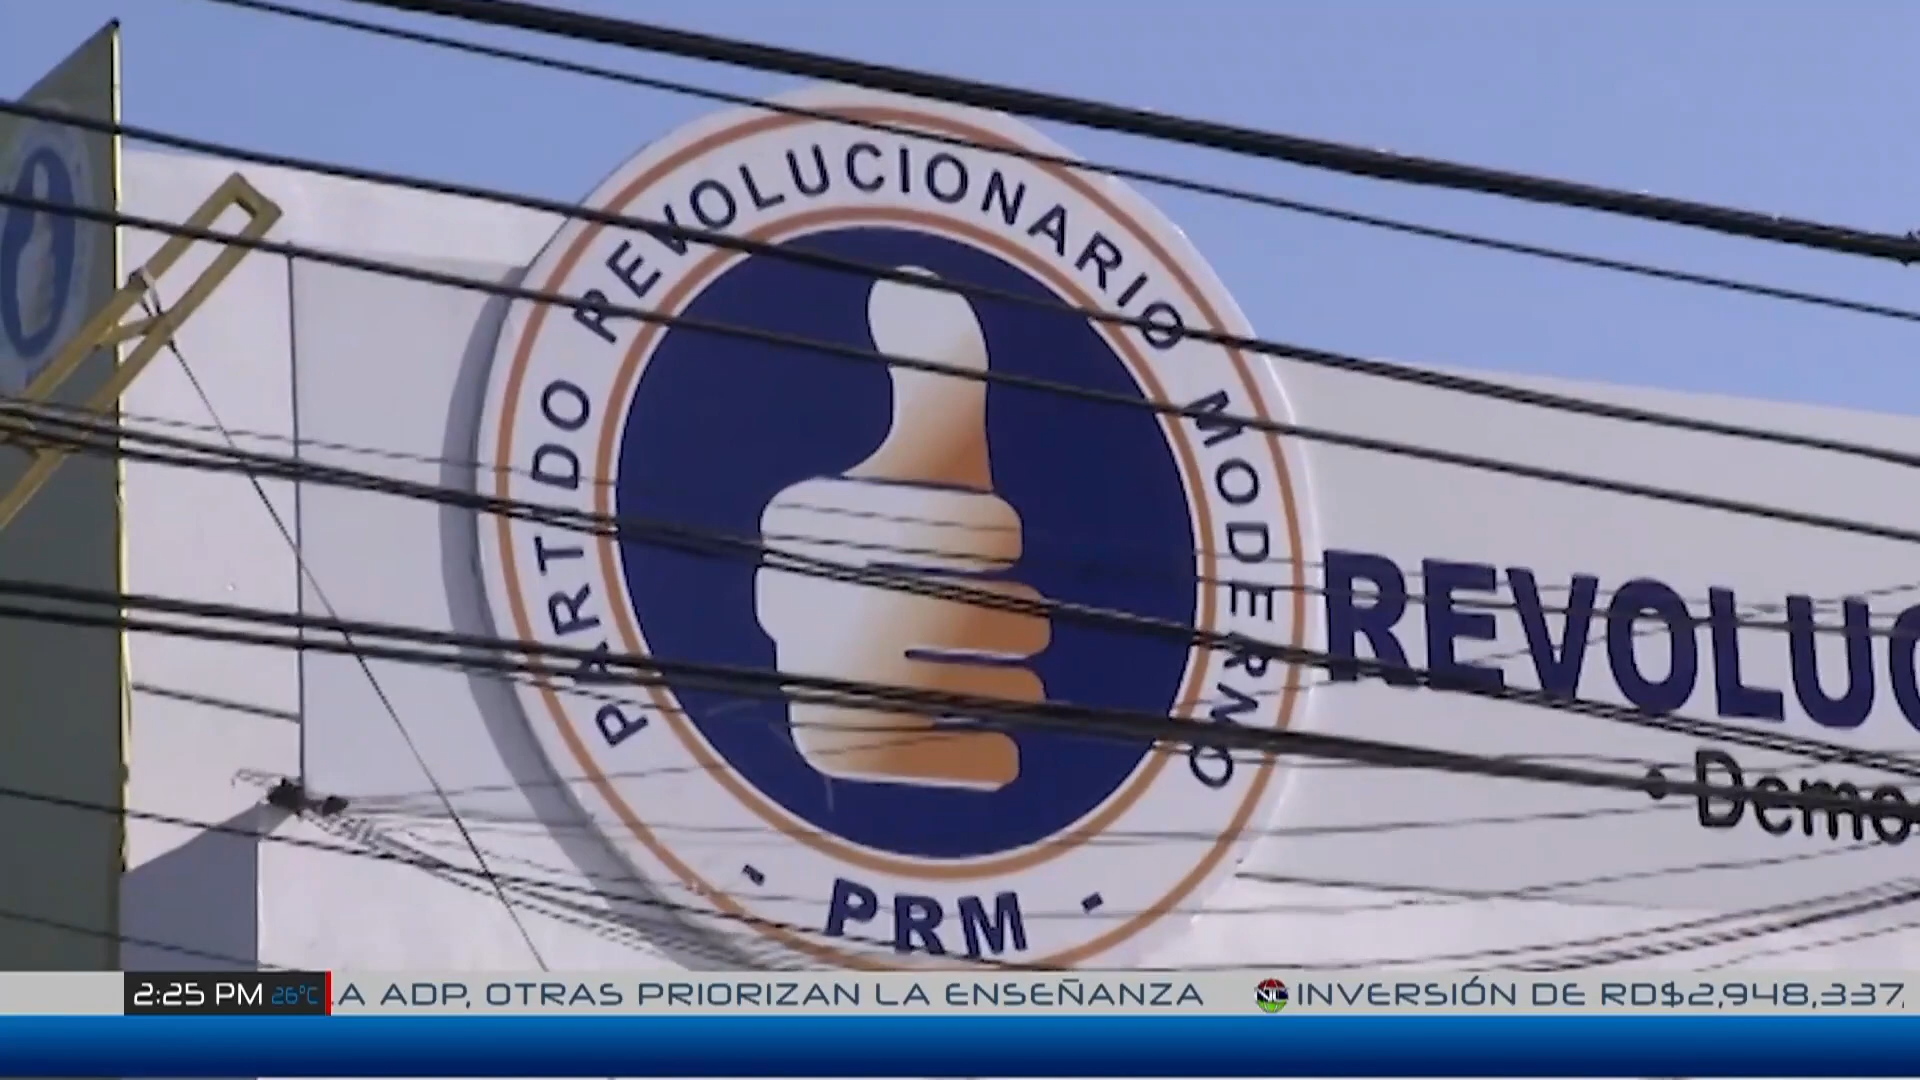 PARTIDO REVOLUCIONARIO MODERNO
- PRM -
REVOLUC
• Demo
2:25 PM 26°C LA ADP, OTRAS PRIORIZAN LA ENSEÑANZA INVERSIÓN DE RD$2,948,337,